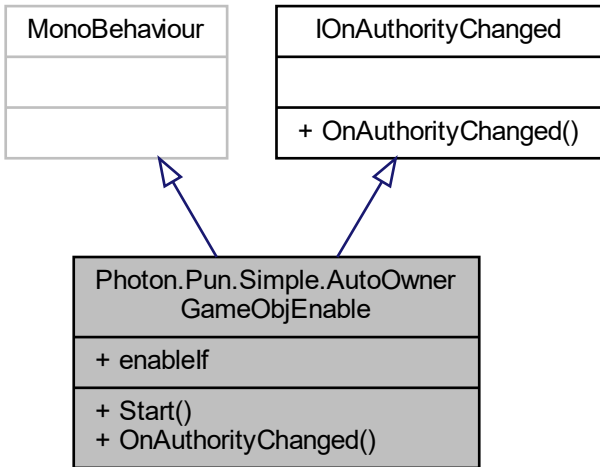 MonoBehaviour
IOnAuthorityChanged
+ OnAuthorityChanged()
Photon.Pun.Simple.AutoOwner
GameObjEnable
+ enableIf
+ Start()
+ OnAuthorityChanged()